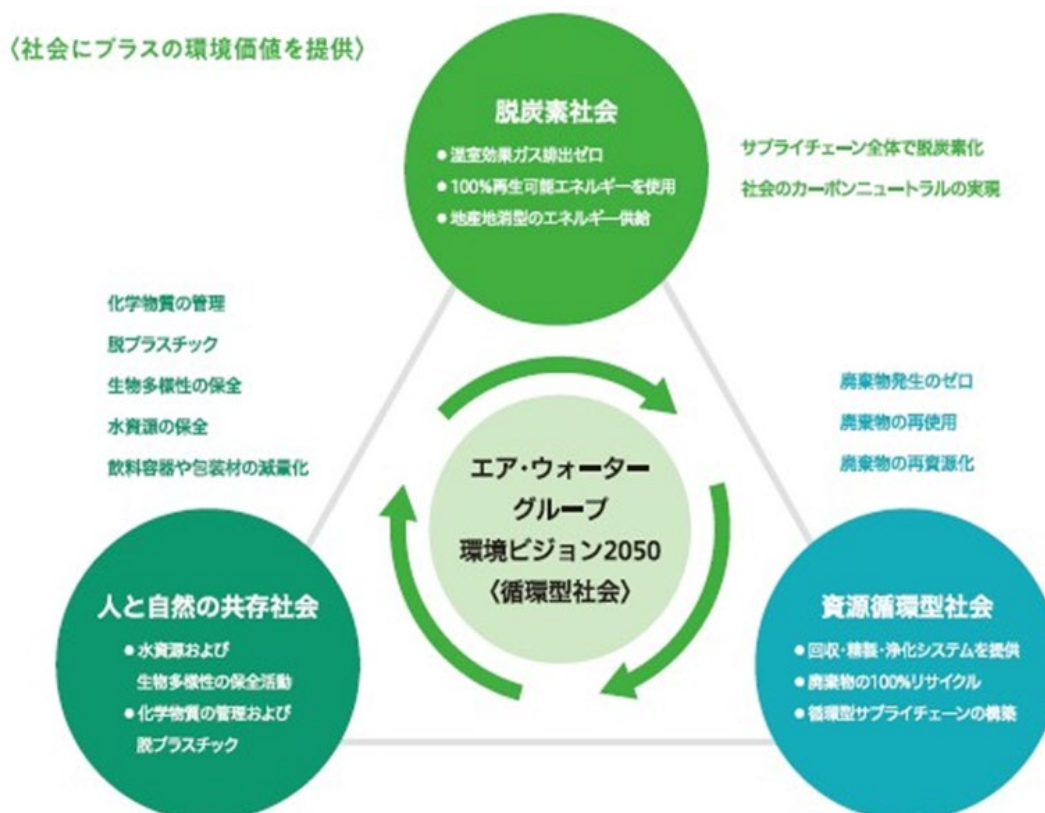 〈社会にプラスの環境価値を提供〉
脱炭素社会
●温室効果ガス排出ゼロ
●100%再生可能エネルギーを使用
●地産地消型のエネルギー供給
サプライチェーン全体で脱炭素化
社会のカーボンニュートラルの実現
化学物質の管理
脱プラスチック
生物多様性の保全
水資源の保全
飲料容器や包装材の減量化
廃棄物発生のゼロ
廃棄物の再使用
廃棄物の再資源化
エア・ウォーター
グループ
環境ビジョン2050
〈循環型社会〉
人と自然の共存社会
●水資源および
生物多様性の保全活動
●化学物質の管理および
脱プラスチック
資源循環型社会
●回収・精製・浄化システムを提供
●廃棄物の100%リサイクル
●循環型サプライチェーンの構築